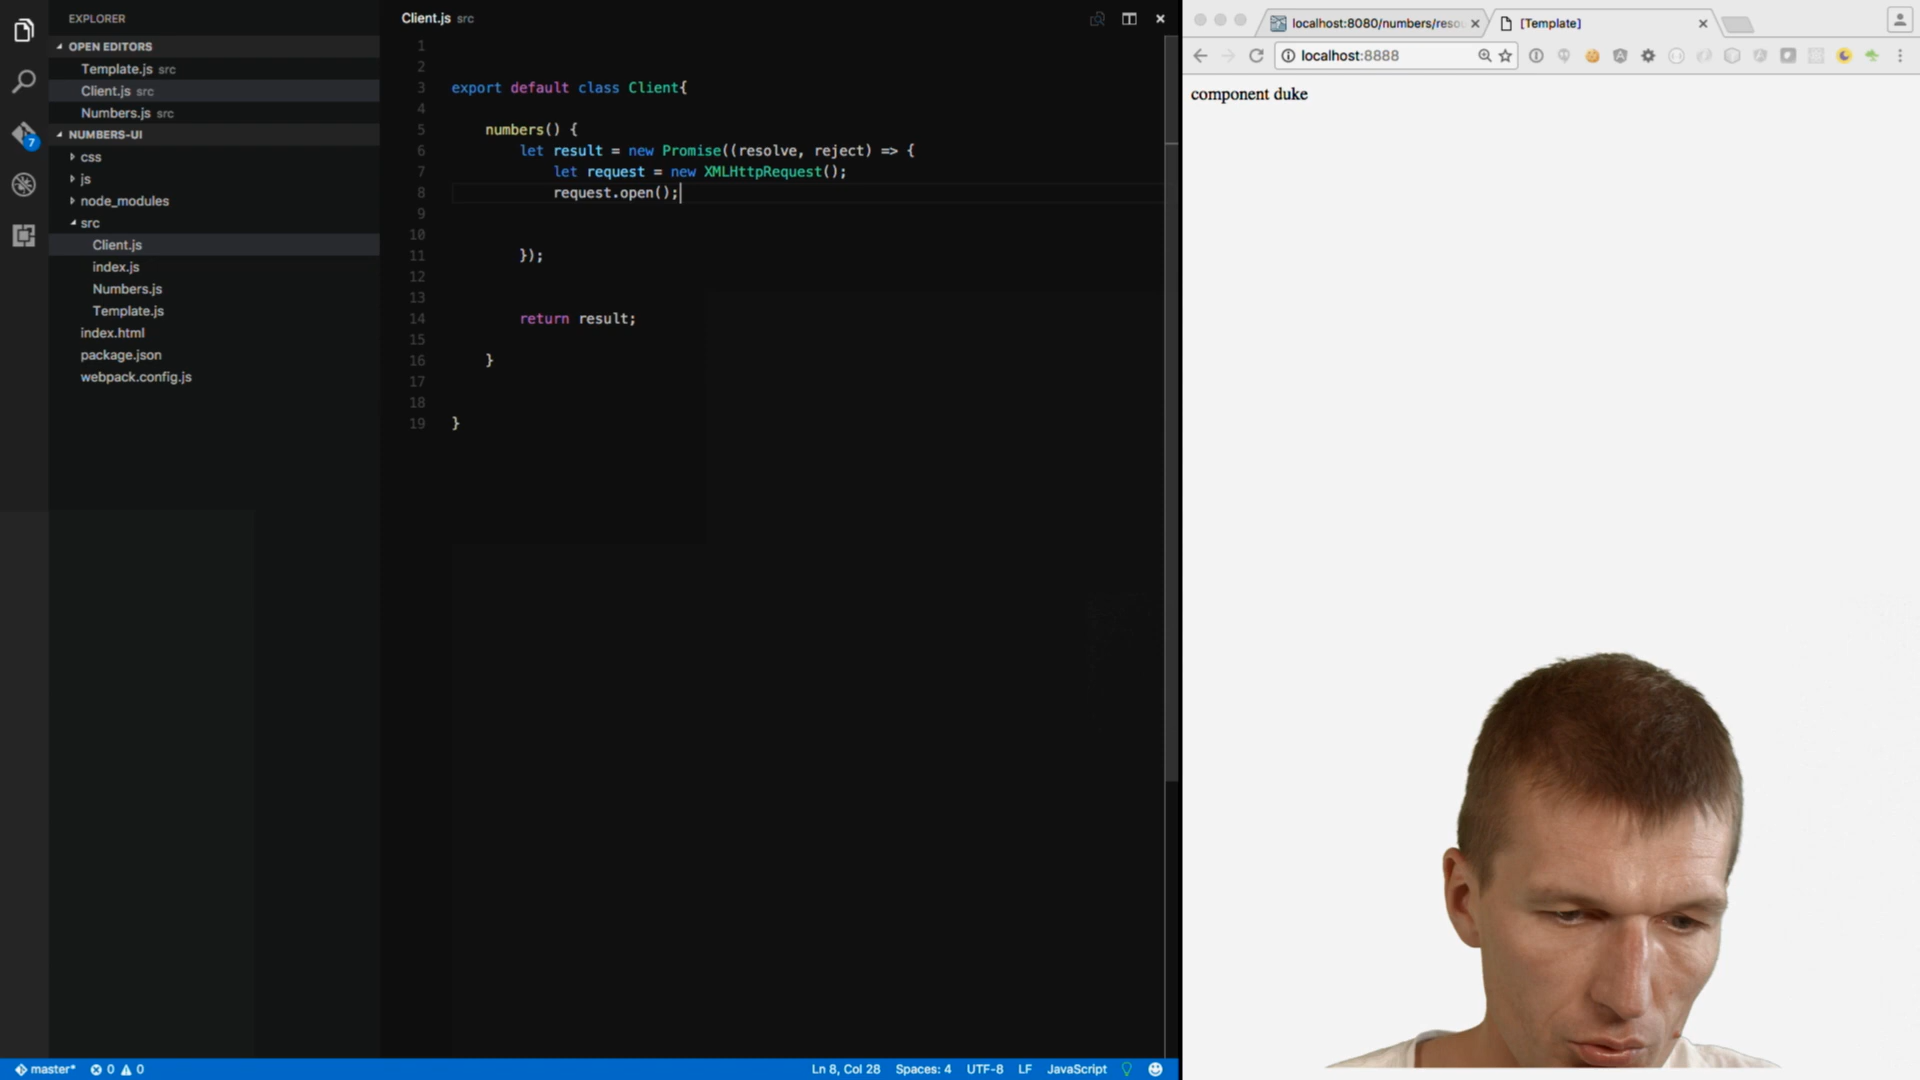 EXPLORER
OPEN EDITORS
Template.js src
Client.js src
Numbers.js src
7
NUMBERS-UI
css
js
node_modules
src
Client.js
index.js
Numbers.js
Template.js
index.html
package.json
webpack.config.js
Client.js src
1
2
3 export default class Client{
4
5 numbers() {
6 let result = new Promise((resolve, reject) => {
7 let request = new XMLHttpRequest();
8 request.open();
9
10
11 });
12
13
14 return result;
15
16 }
17
18
19 }
master* 0 0
Ln 8, Col 28 Spaces: 4 UTF-8 LF JavaScript
localhost:8080/numbers/reso
[Template]
localhost:8888
component duke